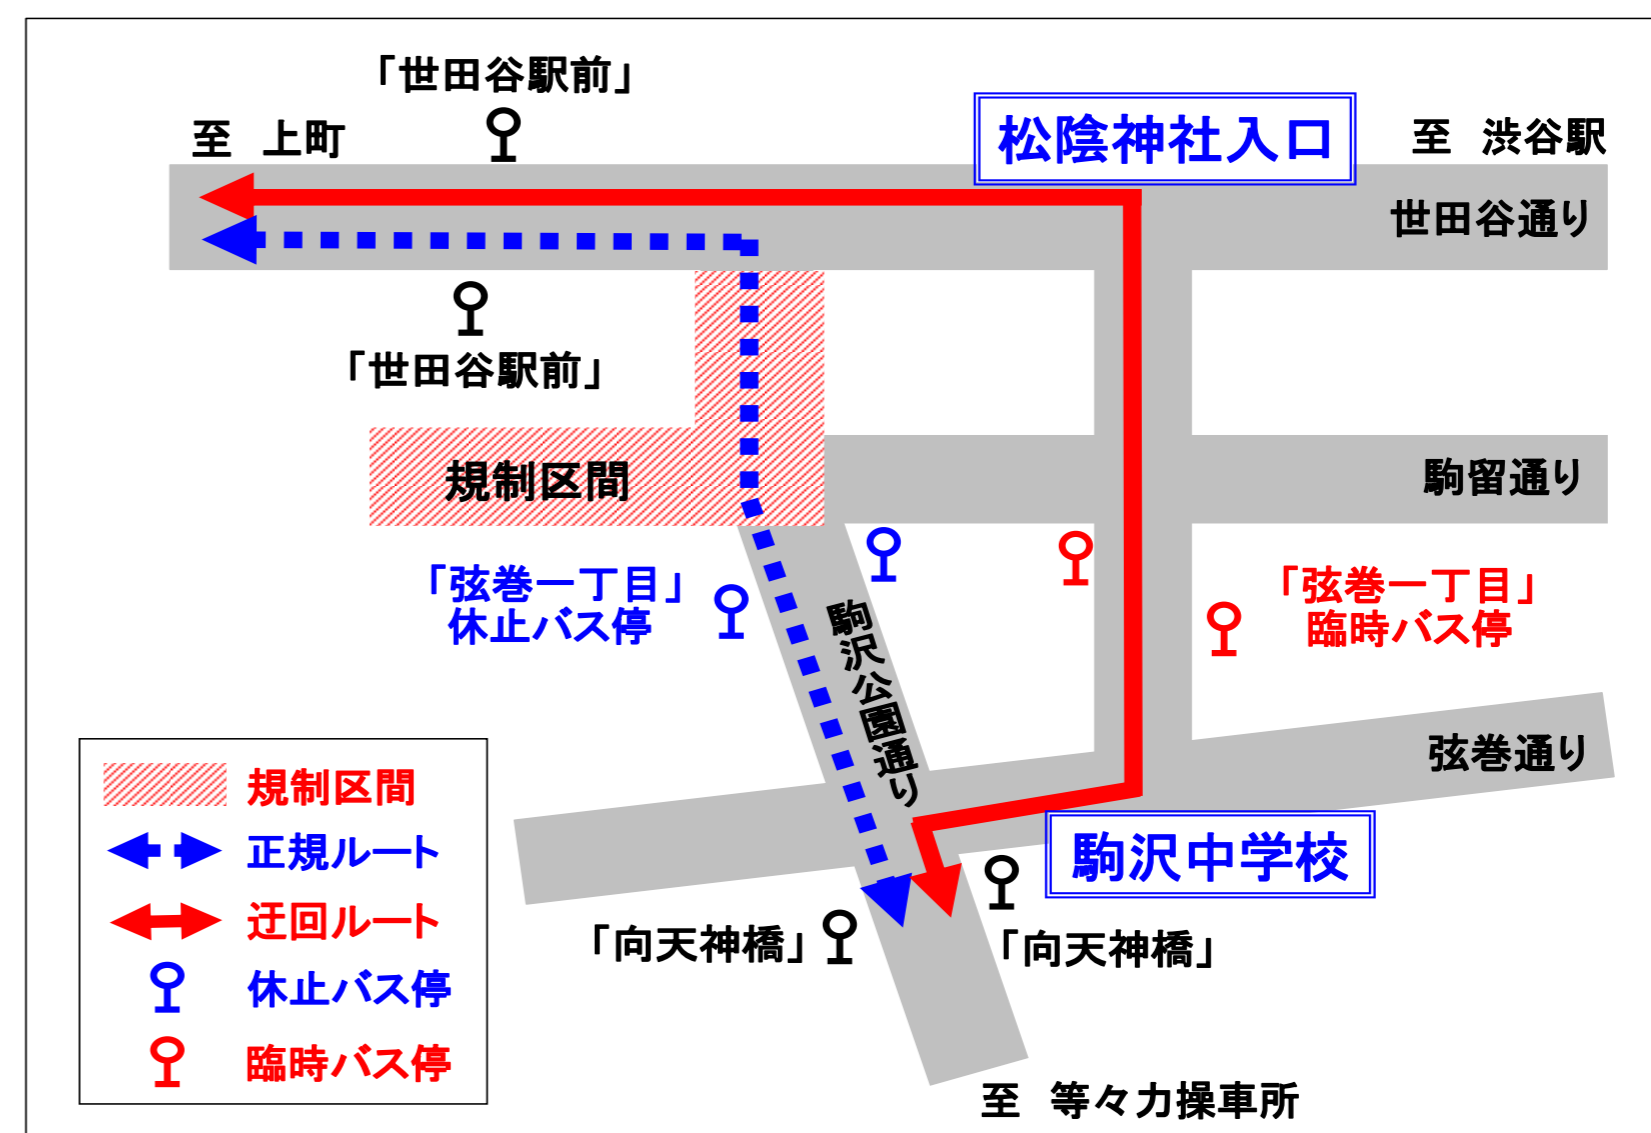 「世田谷駅前」
至 上町
松陰神社入口
至 渋谷駅
世田谷通り
「世田谷駅前」
規制区間
駒留通り
「弦巻一丁目」
休止バス停
駒沢公園通り
「弦巻一丁目」
臨時バス停
弦巻通り
駒沢中学校
「向天神橋」
「向天神橋」
至 等々力操車所
規制区間
正規ルート
迂回ルート
休止バス停
臨時バス停